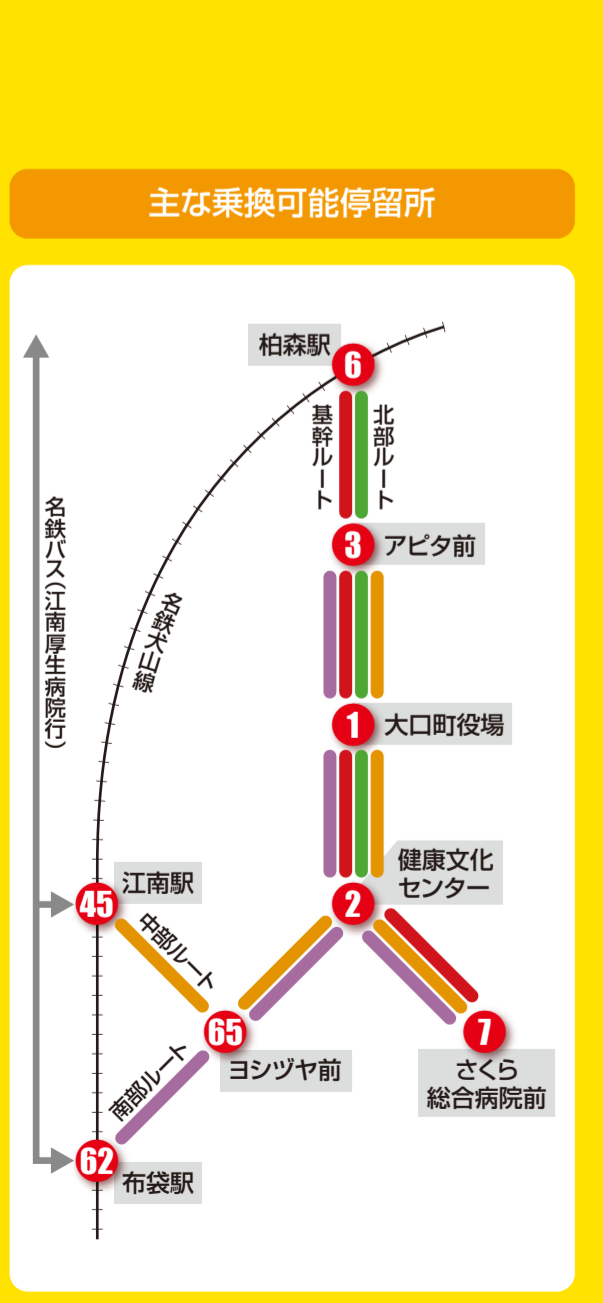 主な乗換可能停留所
柏森駅
6
基幹ルート
北部ルート
3
アピタ前
名鉄バス(江南厚生病院行)
名鉄犬山線
1
大口町役場
健康文化
センター
2
江南駅
45
中部ルート
65
ヨシヅヤ前
7
さくら
総合病院前
南部ルート
62
布袋駅